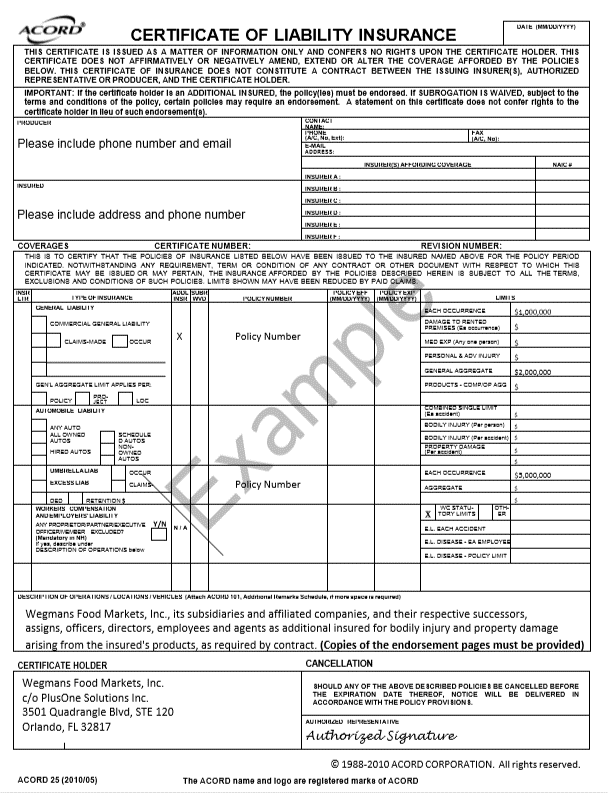 ACORD®
CERTIFICATE OF LIABILITY INSURANCE
DATE (MM/DD/YYYY)
THIS CERTIFICATE IS ISSUED AS A MATTER OF INFORMATION ONLY AND CONFERS NO RIGHTS UPON THE CERTIFICATE HOLDER. THIS
CERTIFICATE DOES NOT AFFIRMATIVELY OR NEGATIVELY AMEND, EXTEND OR ALTER THE COVERAGE AFFORDED BY THE POLICIES
BELOW. THIS CERTIFICATE OF INSURANCE DOES NOT CONSTITUTE A CONTRACT BETWEEN THE ISSUING INSURER(S), AUTHORIZED
REPRESENTATIVE OR PRODUCER, AND THE CERTIFICATE HOLDER.
IMPORTANT: If the certificate holder is an ADDITIONAL INSURED, the policy(ies) must be endorsed. If SUBROGATION IS WAIVED, subject to the
terms and conditions of the policy, certain policies may require an endorsement. A statement on this certificate does not confer rights to the
certificate holder in lieu of such endorsement(s).
PRODUCER
Please include phone number and email
CONTACT
NAME:
PHONE
(A/C, No, Ext):
FAX
(A/C, No):
E-MAIL
ADDRESS:
INSURER(S) AFFORDING COVERAGE
NAIC #
INSURER A :
INSURED
Please include address and phone number
INSURER B :
INSURER C :
INSURER D :
INSURER E :
INSURER F :
COVERAGES
CERTIFICATE NUMBER:
REVISION NUMBER:
THIS IS TO CERTIFY THAT THE POLICIES OF INSURANCE LISTED BELOW HAVE BEEN ISSUED TO THE INSURED NAMED ABOVE FOR THE POLICY PERIOD
INDICATED. NOTWITHSTANDING ANY REQUIREMENT, TERM OR CONDITION OF ANY CONTRACT OR OTHER DOCUMENT WITH RESPECT TO WHICH THIS
CERTIFICATE MAY BE ISSUED OR MAY PERTAIN, THE INSURANCE AFFORDED BY THE POLICIES DESCRIBED HEREIN IS SUBJECT TO ALL THE TERMS,
EXCLUSIONS AND CONDITIONS OF SUCH POLICIES. LIMITS SHOWN MAY HAVE BEEN REDUCED BY PAID CLAIMS.
INSR
LTR
TYPE OF INSURANCE
ADDL
INSR
SUBR
WVD
POLICY NUMBER
POLICY EFF
(MM/DD/YYYY)
POLICY EXP
(MM/DD/YYYY)
LIMITS
GENERAL LIABILITY
COMMERCIAL GENERAL LIABILITY
CLAIMS-MADE
OCCUR
GEN'L AGGREGATE LIMIT APPLIES PER:
POLICY
PRO-
JECT
LOC
X
Policy Number
EACH OCCURRENCE $1,000,000
DAMAGE TO RENTED
PREMISES (Ea occurrence) $
MED EXP (Any one person) $
PERSONAL & ADV INJURY $
GENERAL AGGREGATE $2,000,000
PRODUCTS - COMP/OP AGG $
AUTOMOBILE LIABILITY
ANY AUTO
ALL OWNED
AUTOS
SCHEDULE
D AUTOS
HIRED AUTOS
NON-
OWNED
AUTOS
COMBINED SINGLE LIMIT
(Ea accident) $
BODILY INJURY (Per person) $
BODILY INJURY (Per accident) $
PROPERTY DAMAGE
(Per accident) $
$
UMBRELLA LIAB
OCCUR
EXCESS LIAB
CLAIMS-
DED
RETENTION $
Policy Number
EACH OCCURRENCE $3,000,000
AGGREGATE $
$
WORKERS COMPENSATION
AND EMPLOYERS' LIABILITY
ANY PROPRIETOR/PARTNER/EXECUTIVE
OFFICER/MEMBER EXCLUDED?
(Mandatory in NH)
If yes, describe under
DESCRIPTION OF OPERATIONS below
Y/N
N / A
X
WC STATU-
TORY LIMITS
OTH-
ER
E.L. EACH ACCIDENT
E.L. DISEASE - EA EMPLOYEE
E.L. DISEASE - POLICY LIMIT
Example
DESCRIPTION OF OPERATIONS / LOCATIONS / VEHICLES (Attach ACORD 101, Additional Remarks Schedule, if more space is required)
Wegmans Food Markets, Inc., its subsidiaries and affiliated companies, and their respective successors,
assigns, officers, directors, employees and agents as additional insured for bodily injury and property damage
arising from the insured's products, as required by contract. (Copies of the endorsement pages must be provided)
CERTIFICATE HOLDER
Wegmans Food Markets, Inc.
c/o PlusOne Solutions Inc.
3501 Quadrangle Blvd, STE 120
Orlando, FL 32817
CANCELLATION
SHOULD ANY OF THE ABOVE DESCRIBED POLICIES BE CANCELLED BEFORE
THE EXPIRATION DATE THEREOF, NOTICE WILL BE DELIVERED IN
ACCORDANCE WITH THE POLICY PROVISIONS.
AUTHORIZED REPRESENTATIVE
Authorized Signature
© 1988-2010 ACORD CORPORATION. All rights reserved.
ACORD 25 (2010/05)
The ACORD name and logo are registered marks of ACORD